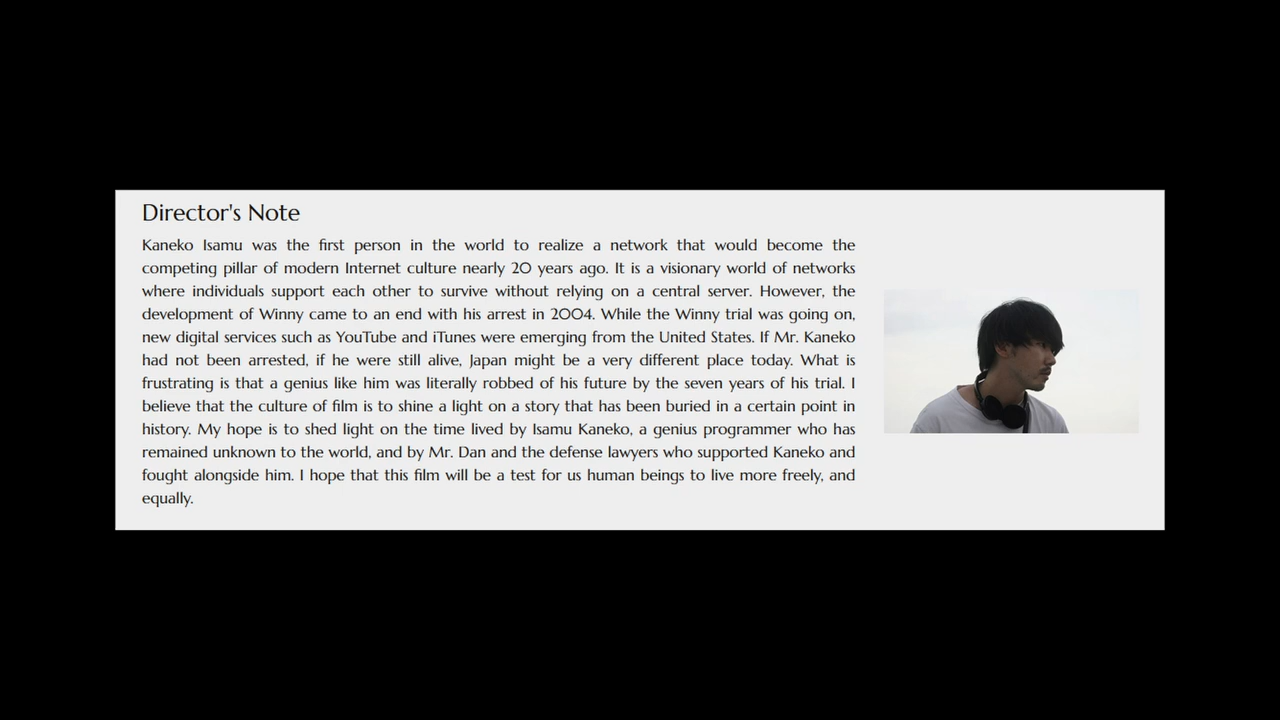 Director's Note
Kaneko Isamu was the first person in the world to realize a network that would become the
competing pillar of modern Internet culture nearly 20 years ago. It is a visionary world of networks
where individuals support each other to survive without relying on a central server. However, the
development of Winny came to an end with his arrest in 2004. While the Winny trial was going on,
new digital services such as YouTube and iTunes were emerging from the United States. If Mr. Kaneko
had not been arrested, if he were still alive, Japan might be a very different place today. What is
frustrating is that a genius like him was literally robbed of his future by the seven years of his trial. I
believe that the culture of film is to shine a light on a story that has been buried in a certain point in
history. My hope is to shed light on the time lived by Isamu Kaneko, a genius programmer who has
remained unknown to the world, and by Mr. Dan and the defense lawyers who supported Kaneko and
fought alongside him. I hope that this film will be a test for us human beings to live more freely, and
equally.